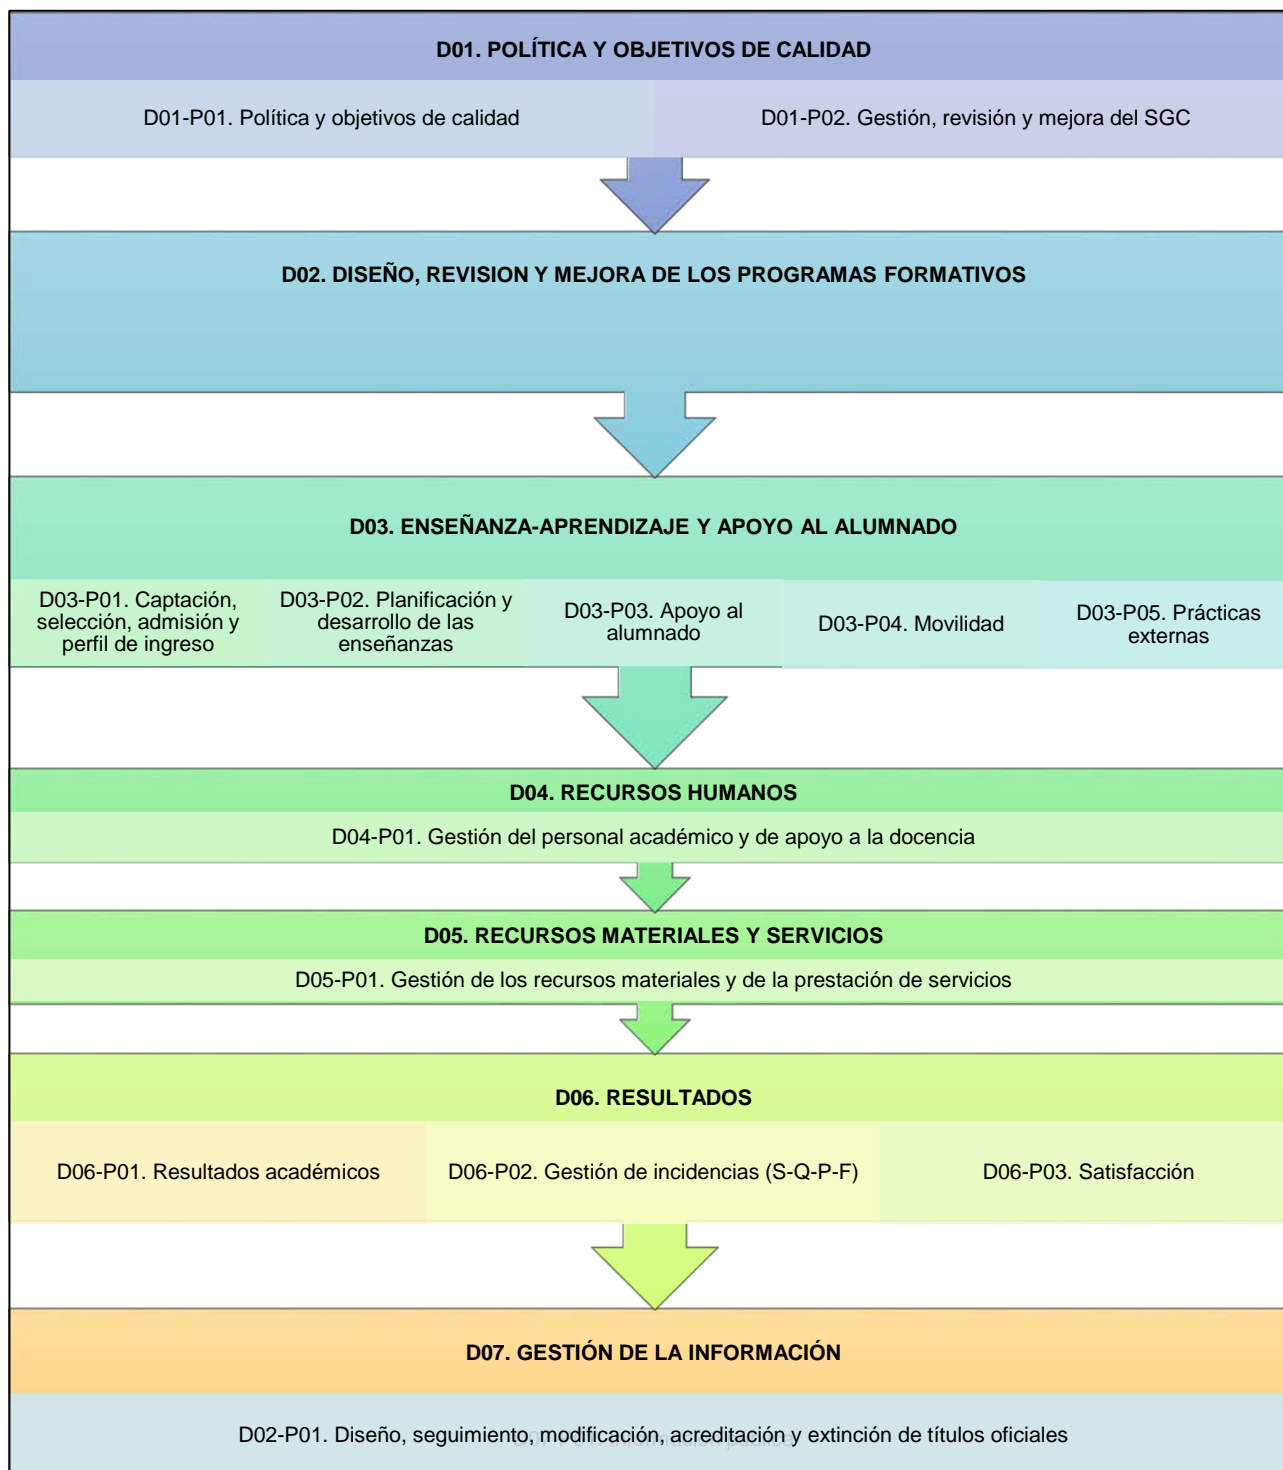 D01. POLÍTICA Y OBJETIVOS DE CALIDAD
D01-P01. Política y objetivos de calidad
D01-P02. Gestión, revisión y mejora del SGC
D02. DISEÑO, REVISION Y MEJORA DE LOS PROGRAMAS FORMATIVOS
D03. ENSEÑANZA-APRENDIZAJE Y APOYO AL ALUMNADO
D03-P01. Captación,
selección, admisión y
perfil de ingreso
D03-P02. Planificación y
desarrollo de las
enseñanzas
D03-P03. Apoyo al
alumnado
D03-P04. Movilidad
D03-P05. Prácticas
externas
D04. RECURSOS HUMANOS
D04-P01. Gestión del personal académico y de apoyo a la docencia
D05. RECURSOS MATERIALES Y SERVICIOS
D05-P01. Gestión de los recursos materiales y de la prestación de servicios
D06. RESULTADOS
D06-P01. Resultados académicos
D06-P02. Gestión de incidencias (S-Q-P-F)
D06-P03. Satisfacción
D07. GESTIÓN DE LA INFORMACIÓN
D02-P01. Diseño, seguimiento, modificación, acreditación y extinción de títulos oficiales